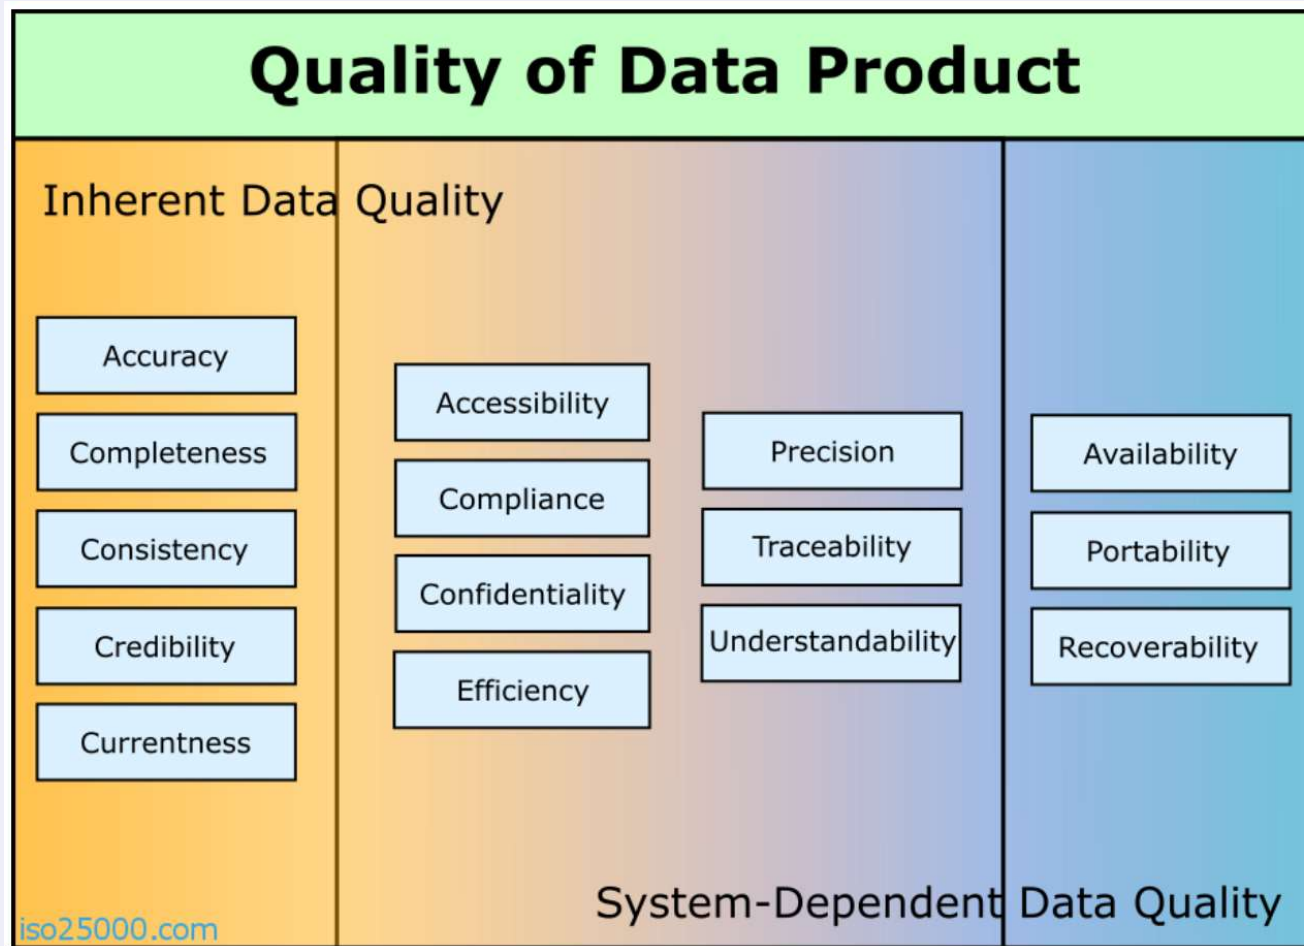 Quality of Data Product
Inherent Data Quality
Accuracy
Completeness
Consistency
Credibility
Currentness
Accessibility
Compliance
Confidentiality
Efficiency
Precision
Traceability
Understandability
Availability
Portability
Recoverability
System-Dependent Data Quality
iso25000.com